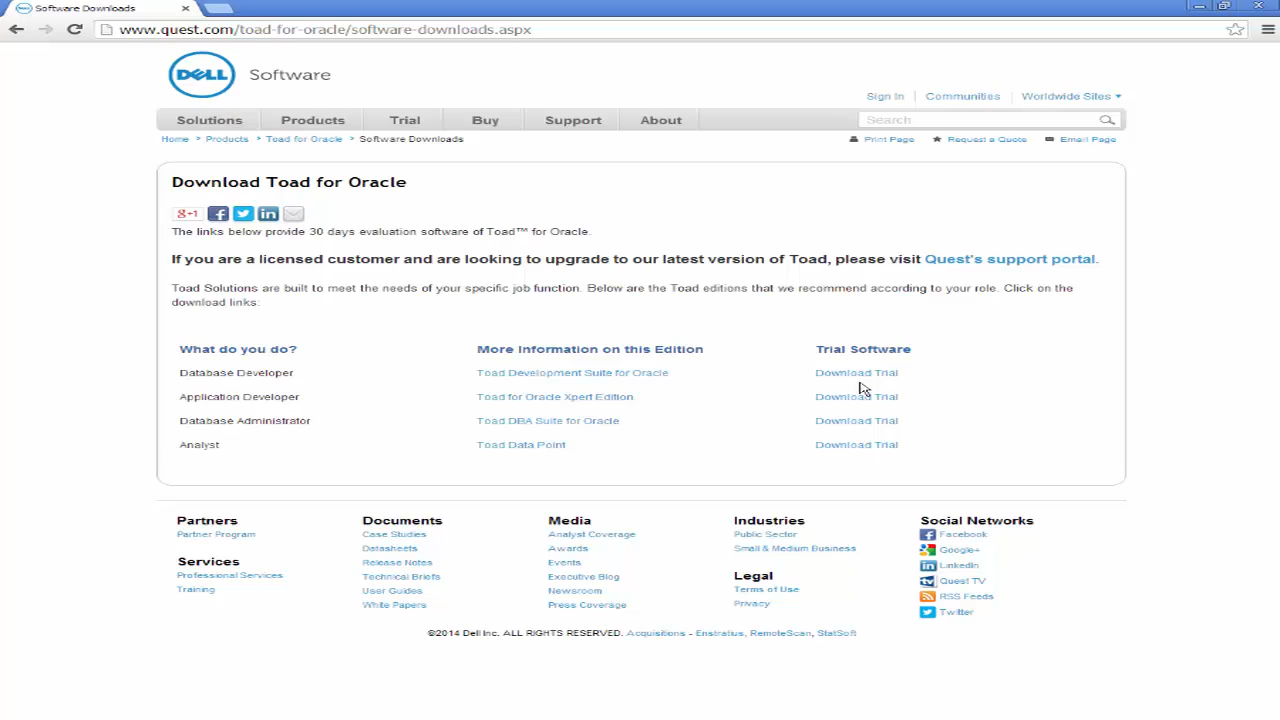 Software Downloads
www.quest.com/toad-for-oracle/software-downloads.aspx
DELL Software
Sign In Communities Worldwide Sites
Solutions Products Trial Buy Support About Search
Home > Products > Toad for Oracle > Software Downloads Print Page Request a Quote Email Page
Download Toad for Oracle
g+1
The links below provide 30 days evaluation software of Toad™ for Oracle.
If you are a licensed customer and are looking to upgrade to our latest version of Toad, please visit Quest's support portal.
Toad Solutions are built to meet the needs of your specific job function. Below are the Toad editions that we recommend according to your role. Click on the
download links:
What do you do? More Information on this Edition Trial Software
Database Developer Toad Development Suite for Oracle Download Trial
Application Developer Toad for Oracle Xpert Edition Download Trial
Database Administrator Toad DBA Suite for Oracle Download Trial
Analyst Toad Data Point Download Trial
Partners
Partner Program
Services
Professional Services
Training
Documents
Case Studies
Datasheets
Release Notes
Technical Briefs
User Guides
White Papers
Media
Analyst Coverage
Awards
Events
Executive Blog
Newsroom
Press Coverage
Industries
Public Sector
Small & Medium Business
Legal
Terms of Use
Privacy
Social Networks
Facebook
Google+
LinkedIn
Quest TV
RSS Feeds
Twitter
©2014 Dell Inc. ALL RIGHTS RESERVED. Acquisitions - Enstratius, RemoteScan, StatSoft